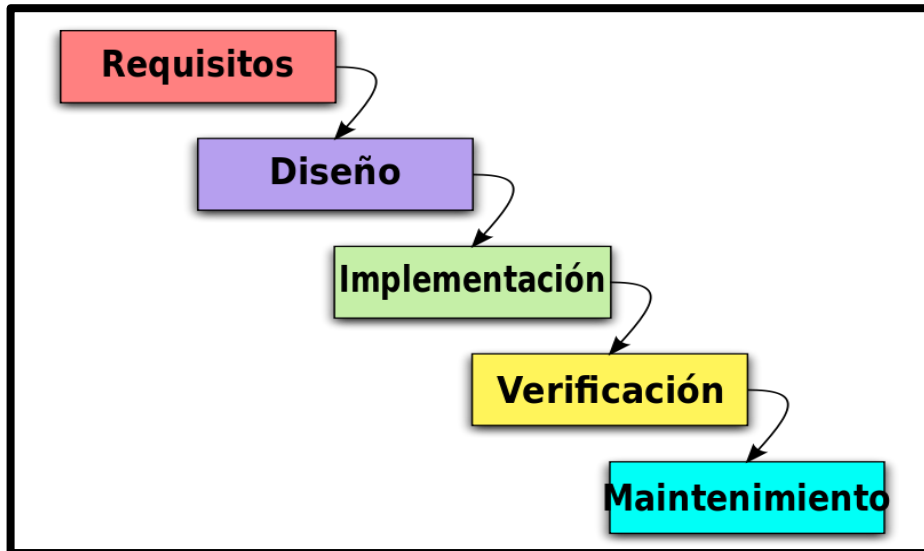 Requisitos
Diseño
Implementación
Verificación
Maintenimiento